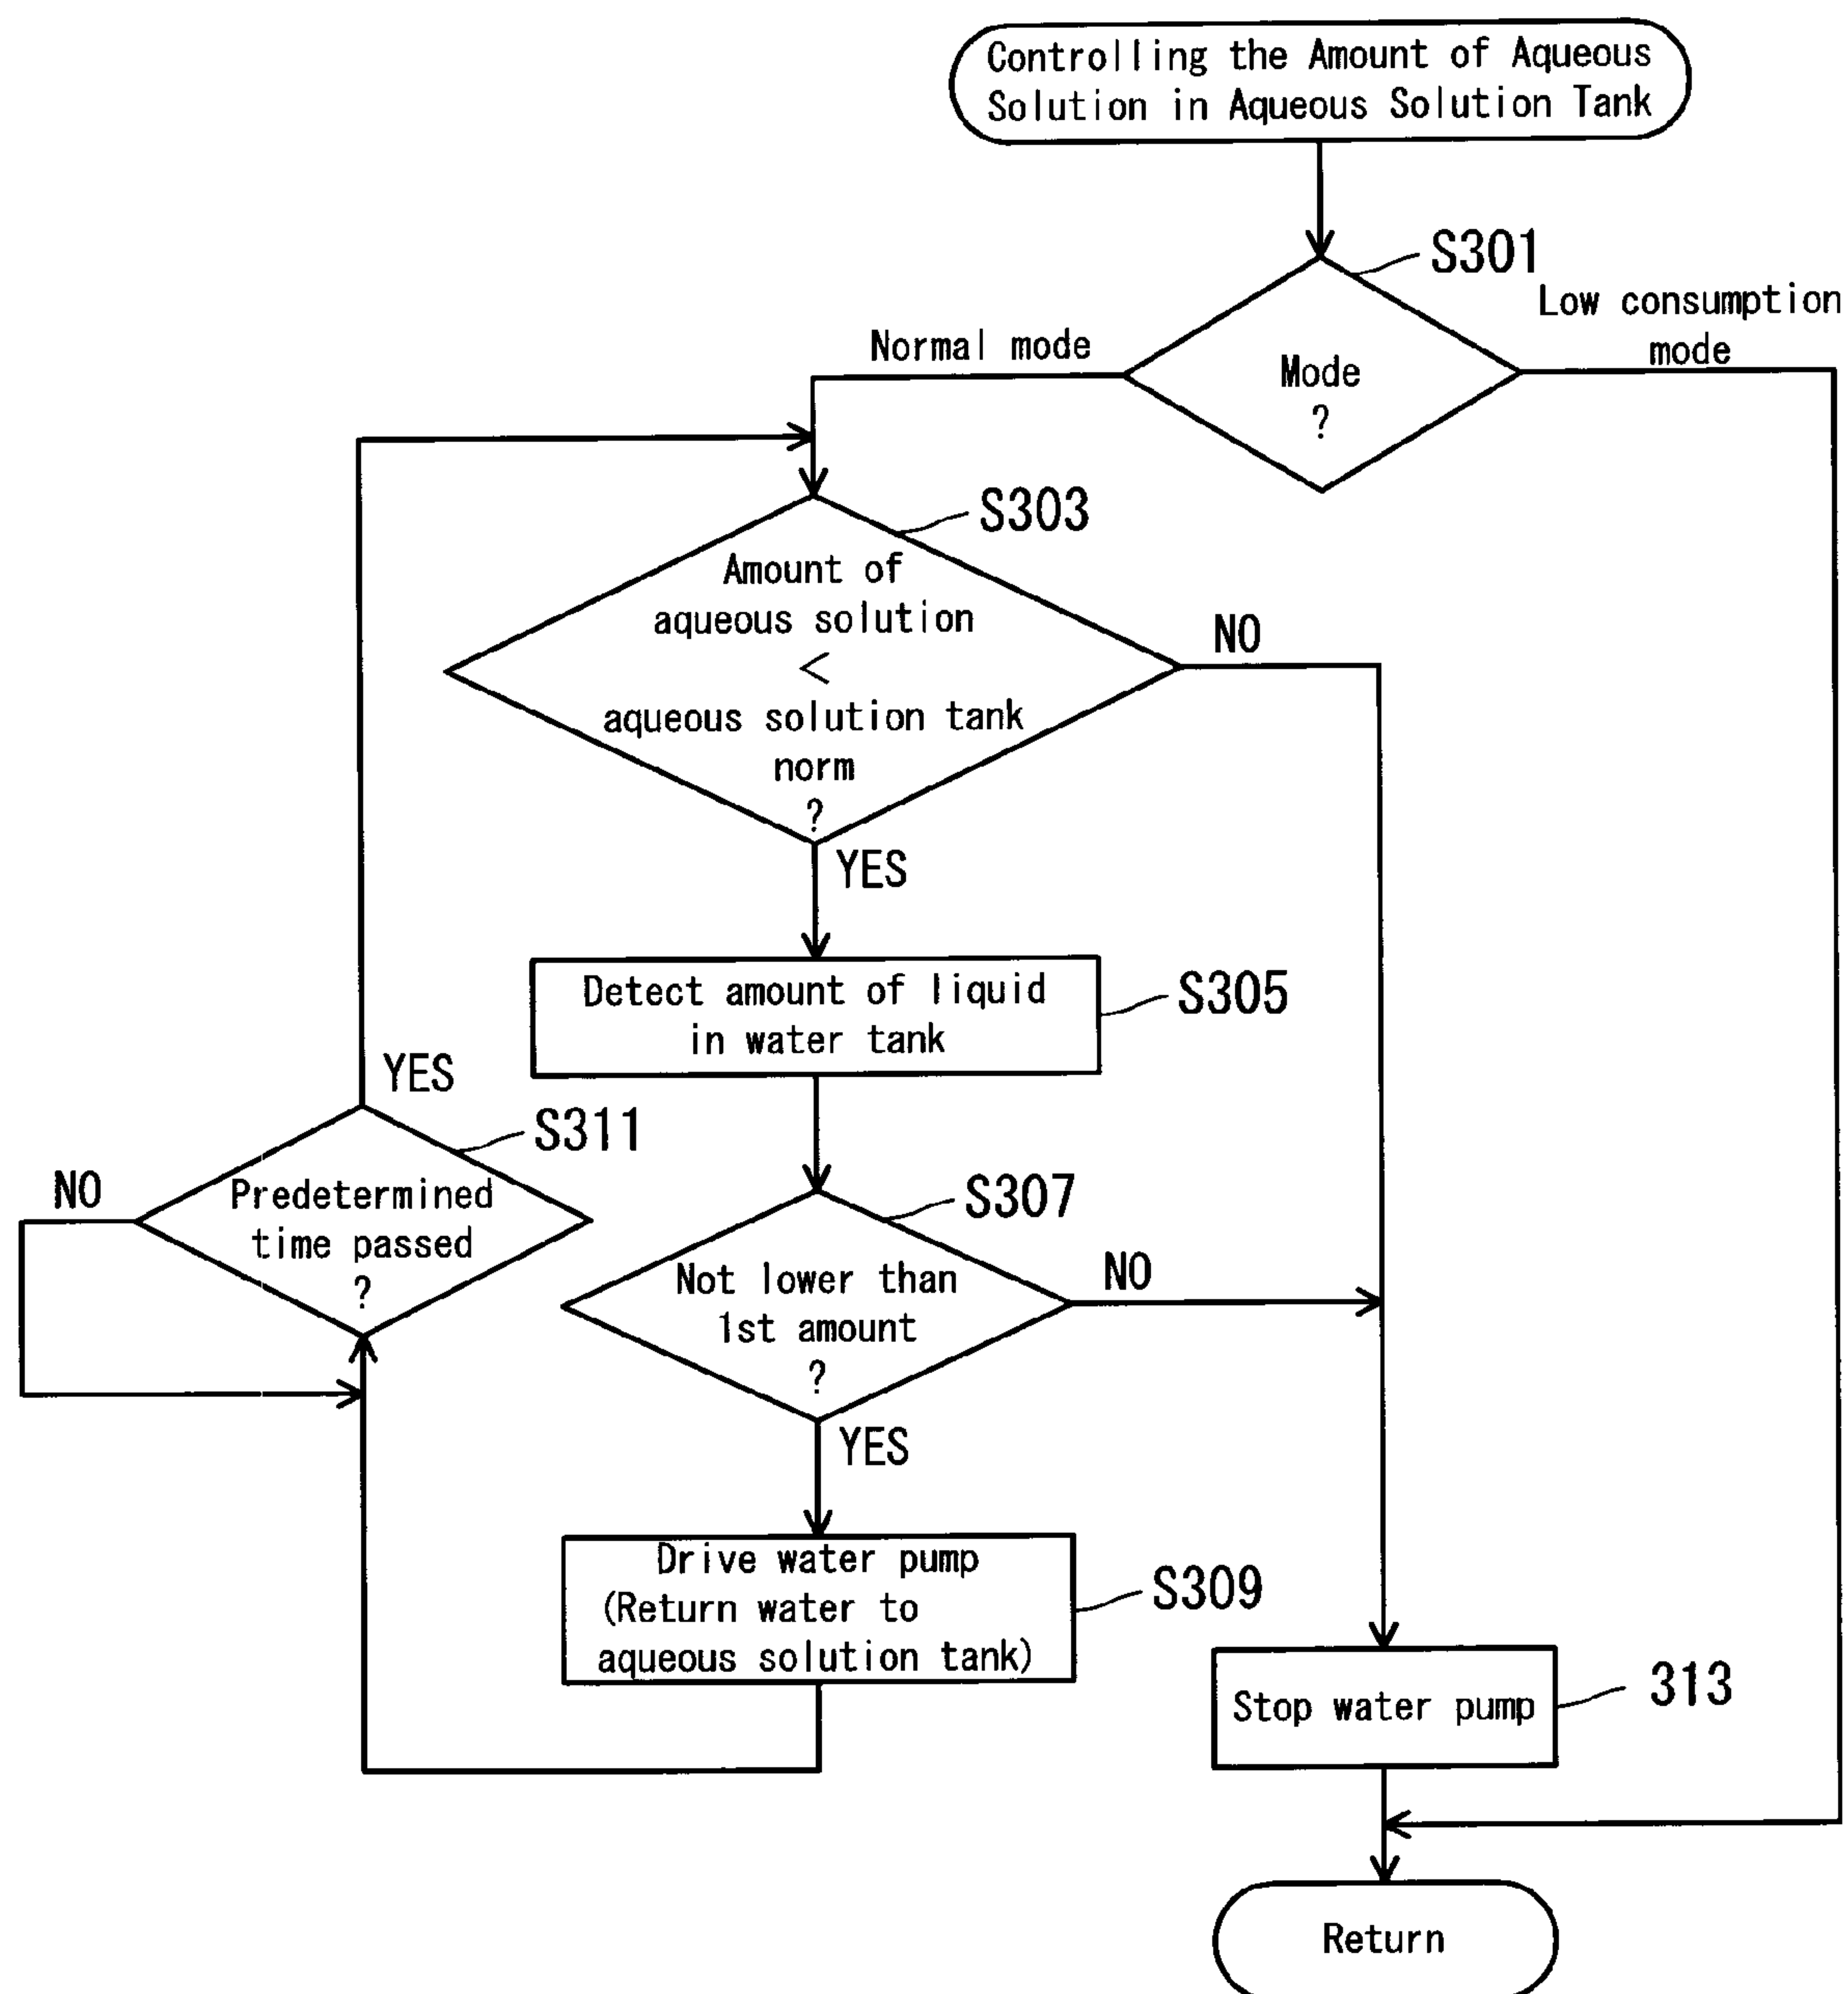 Controlling the Amount of Aqueous
Solution in Aqueous Solution Tank
S301
Low consumption
mode
Normal mode
Mode
?
S303
Amount of
aqueous solution
<
aqueous solution tank
norm
?
NO
YES
Detect amount of liquid
in water tank
S305
YES
S311
NO
Predetermined
time passed
?
S307
Not lower than
1st amount
?
NO
YES
Drive water pump
(Return water to
aqueous solution tank)
S309
Stop water pump
313
Return